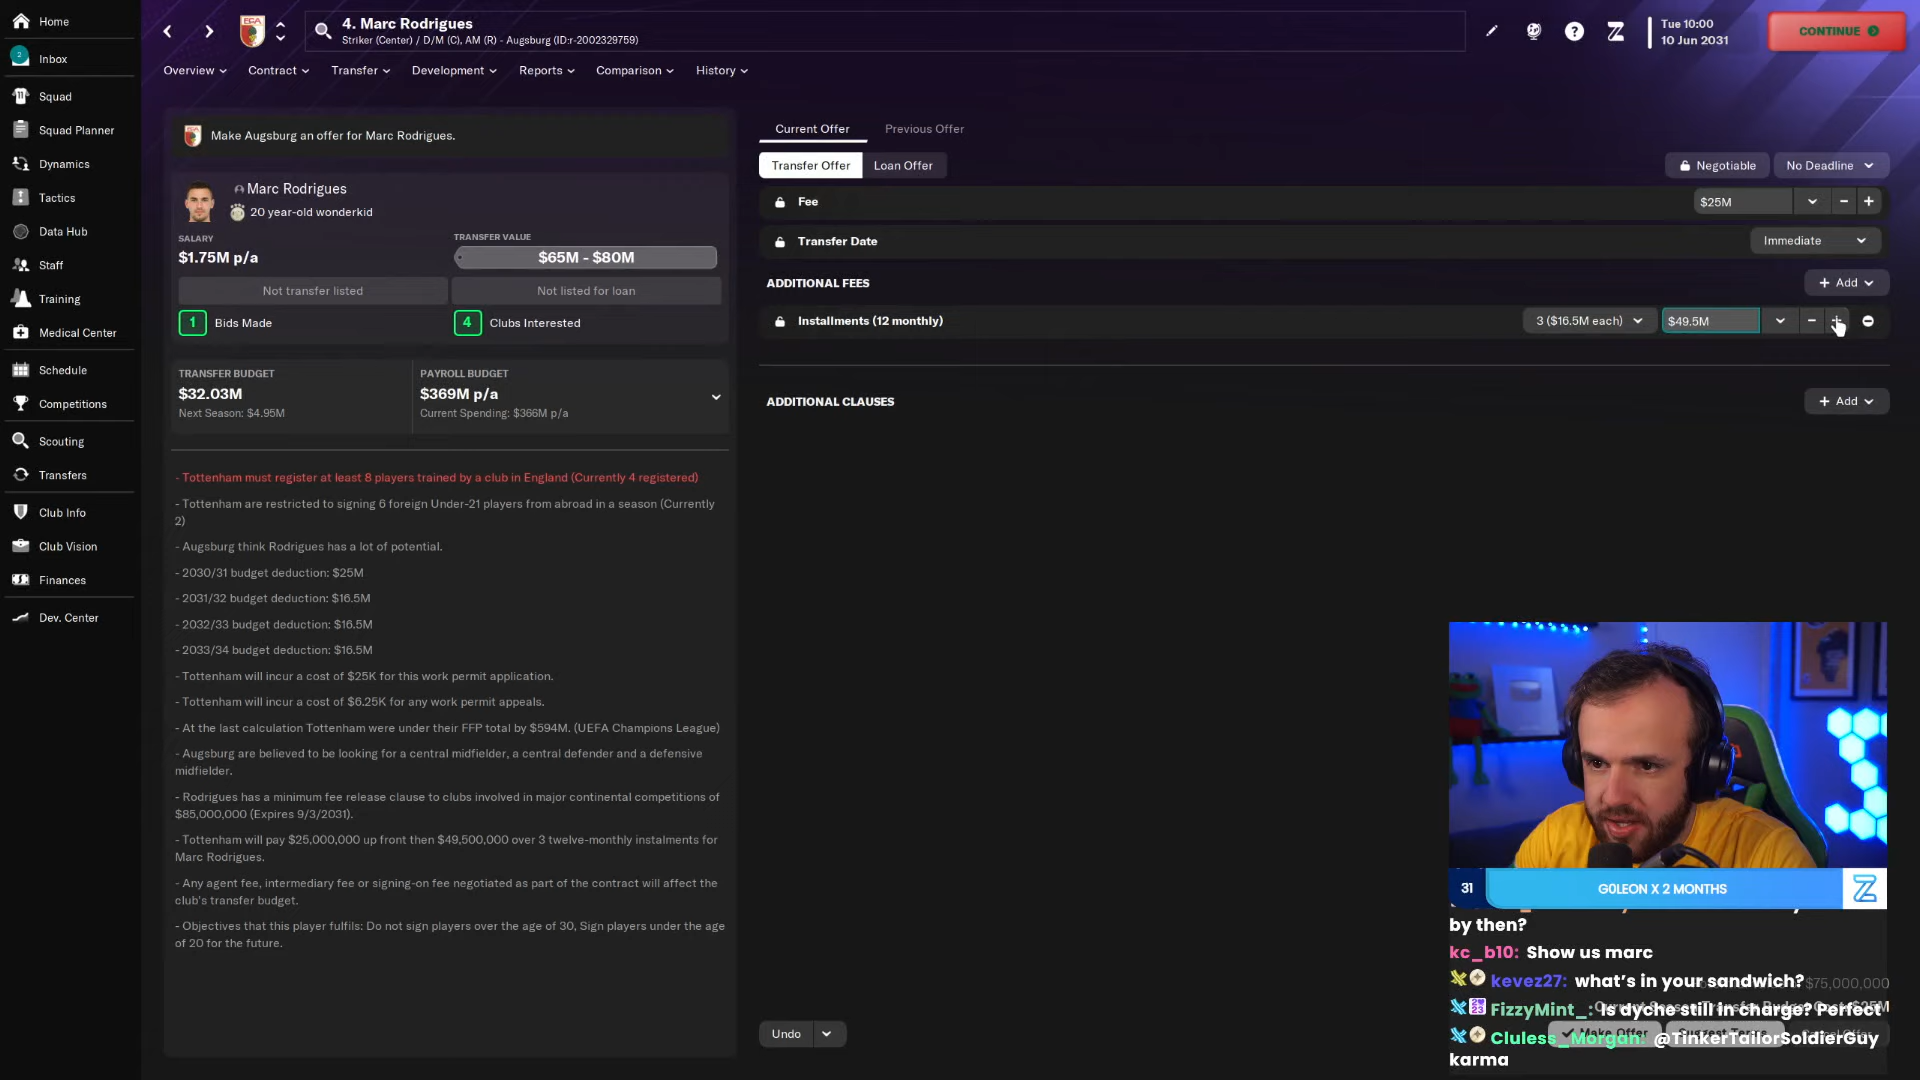 Home
2
Inbox
Squad
Squad Planner
Dynamics
Tactics
Data Hub
Staff
Training
Medical Center
Schedule
Competitions
Scouting
Transfers
Club Info
Club Vision
Finances
Dev. Center
4. Marc Rodrigues
Striker (Center) / D/M (C), AM (R) - Augsburg (ID:r-2002329759)
Tue 10:00
10 Jun 2031
CONTINUE
Overview
Contract
Transfer
Development
Reports
Comparison
History
Make Augsburg an offer for Marc Rodrigues.
Marc Rodrigues
20 year-old wonderkid
SALARY
$1.75M p/a
TRANSFER VALUE
$65M - $80M
Not transfer listed
Not listed for loan
1 Bids Made
4 Clubs Interested
TRANSFER BUDGET
$32.03M
Next Season: $4.95M
PAYROLL BUDGET
$369M p/a
Current Spending: $366M p/a
- Tottenham must register at least 8 players trained by a club in England (Currently 4 registered)
- Tottenham are restricted to signing 6 foreign Under-21 players from abroad in a season (Currently
2)
- Augsburg think Rodrigues has a lot of potential.
- 2030/31 budget deduction: $25M
- 2031/32 budget deduction: $16.5M
- 2032/33 budget deduction: $16.5M
- 2033/34 budget deduction: $16.5M
- Tottenham will incur a cost of $25K for this work permit application.
- Tottenham will incur a cost of $6.25K for any work permit appeals.
- At the last calculation Tottenham were under their FFP total by $594M. (UEFA Champions League)
- Augsburg are believed to be looking for a central midfielder, a central defender and a defensive
midfielder.
- Rodrigues has a minimum fee release clause to clubs involved in major continental competitions of
$85,000,000 (Expires 9/3/2031).
- Tottenham will pay $25,000,000 up front then $49,500,000 over 3 twelve-monthly instalments for
Marc Rodrigues.
- Any agent fee, intermediary fee or signing-on fee negotiated as part of the contract will affect the
club's transfer budget.
- Objectives that this player fulfils: Do not sign players over the age of 30, Sign players under the age
of 20 for the future.
Current Offer
Previous Offer
Transfer Offer
Loan Offer
Negotiable
No Deadline
Fee
$25M
Transfer Date
Immediate
ADDITIONAL FEES
+ Add
Installments (12 monthly)
3 ($16.5M each)
$49.5M
ADDITIONAL CLAUSES
+ Add
Undo
31
G0LEON X 2 MONTHS
by then?
kc_b10: Show us marc
kevez27: what's in your sandwich?
$75,000,000
FizzyMint_: Is dyche still in charge? Perfect
Current Season Transfer Budget Cost: $25M
Make Offer
Suggest Terms
Cancel Offer
Cluless_Morgan: @TinkerTailorSoldierGuy
karma